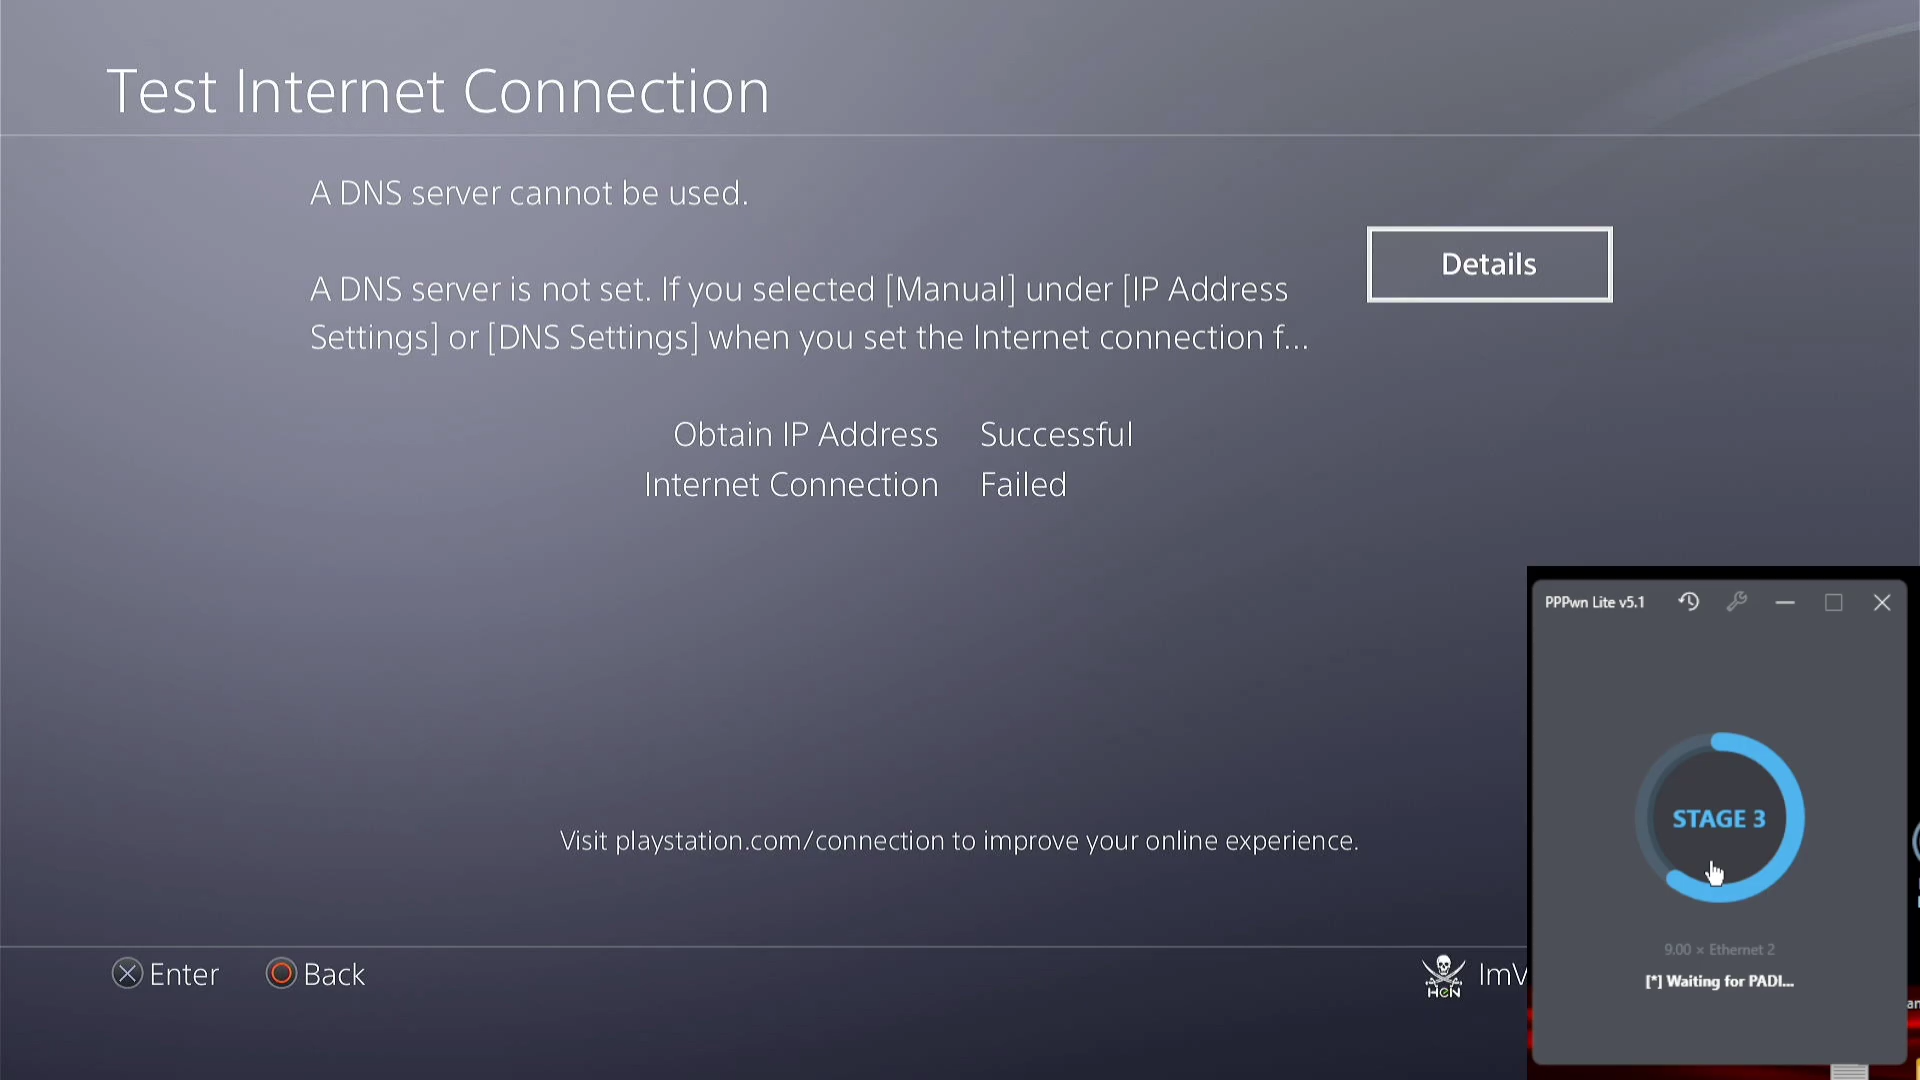 Test Internet Connection
A DNS server cannot be used.
A DNS server is not set. If you selected [Manual] under [IP Address
Settings] or [DNS Settings] when you set the Internet connection f...
Details
Obtain IP Address Successful
Internet Connection Failed
Visit playstation.com/connection to improve your online experience.
Enter Back
HeN
ImV
PPPwn Lite v5.1
STAGE 3
9.00 × Ethernet 2
[*] Waiting for PADI...